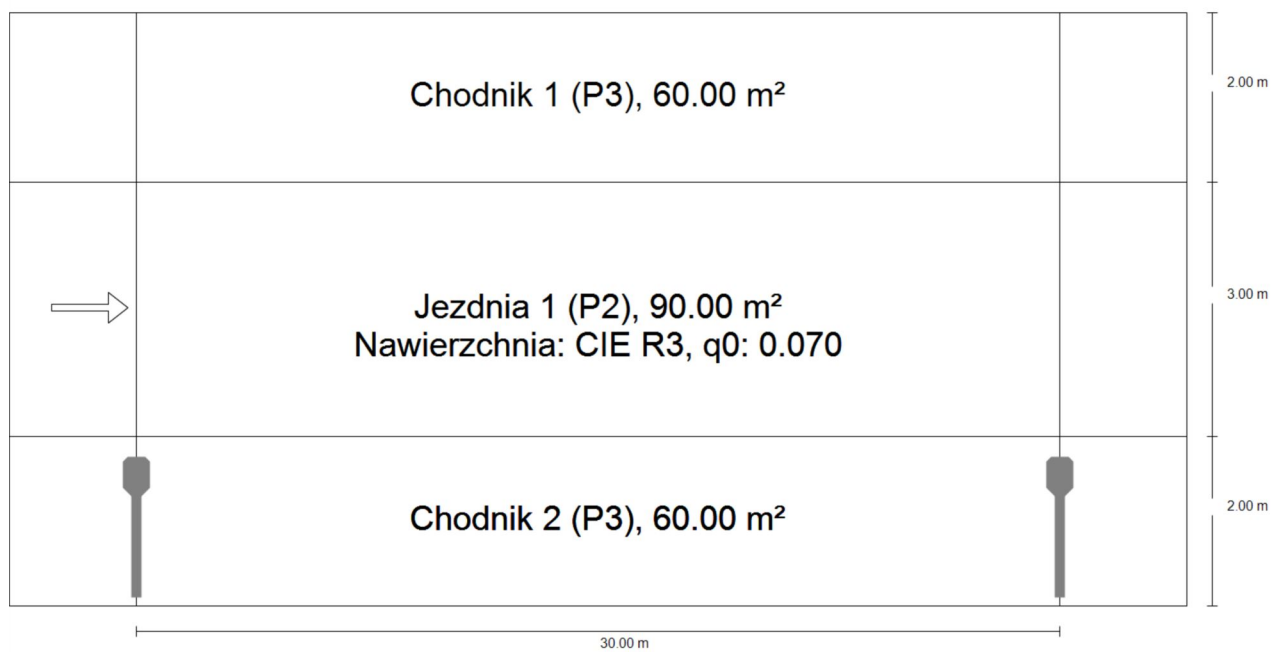 Chodnik 1 (P3), 60.00 m²
2.00 m
Jezdnia 1 (P2), 90.00 m²
Nawierzchnia: CIE R3, q0: 0.070
3.00 m
Chodnik 2 (P3), 60.00 m²
2.00 m
30.00 m